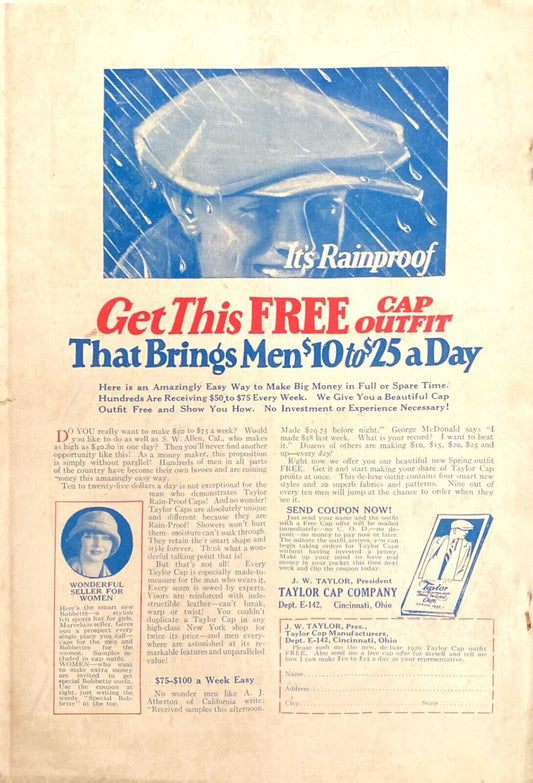 It's Rainproof
Get This FREE CAP OUTFIT
That Brings Men $10 to $25 a Day
Here is an Amazingly Easy Way to Make Big Money in Full or Spare Time.
Hundreds Are Receiving $50 to $75 Every Week. We Give You a Beautiful Cap
Outfit Free and Show You How. No Investment or Experience Necessary!
DO YOU really want to make $50 to $75 a week? Would
you like to do as well as S. W. Allen, Cal., who makes
as high as $40.80 in one day? Then you'll never find another
opportunity like this! As a money maker, this proposition
is simply without parallel! Hundreds of men in all parts
of the country have become their own bosses and are coining
money this amazingly easy way.
Ten to twenty-five dollars a day is not exceptional for the
man who demonstrates Taylor
Rain-Proof Caps! And no wonder!
Taylor Caps are absolutely unique
and different because they are
Rain-Proof! Showers won't hurt
them—moisture can't soak through.
They retain their smart shape and
style forever. Think what a won-
derful talking point that is!
But that's not all! Every
Taylor Cap is especially made-to-
measure for the man who wears it.
Every seam is sewed by experts.
Visors are reinforced with inde-
structible leather—can't break,
warp or twist! You couldn't
duplicate a Taylor Cap in any
high-class New York shop for
twice its price—and men every-
where are astonished at its re-
markable features and unparalleled
value!
$75-$100 a Week Easy
No wonder men like A. J.
Atherton of California write:
"Received samples this afternoon.
WONDERFUL
SELLER FOR
WOMEN
Here's the smart new
Bobbette—a stylish
felt sports hat for girls.
Marvelous seller. Gives
you a prospect every
single place you call—
caps for the men and
Bobbettes for the
women. Samples in-
cluded in cap outfit.
WOMEN—who want
to make extra money
are invited to get
special Bobbette outfit.
Use the coupon at
right, just writing the
words "Special Bob-
bette" at the top.
Made $29.75 before night." George McDonald says "I
made $158 last week. What is your record? I want to beat
it." Dozens of others are making $10, $15, $20, $25 and
up—every day!
Right now we offer you our beautiful new Spring outfit
FREE. Get it and start making your share of Taylor Cap
profits at once. This de-luxe outfit contains four smart new
styles and 10 superb fabrics and patterns. Nine out of
every ten men will jump at the chance to order when they
see it.
SEND COUPON NOW!
Just send your name and the outfit
with a Free Cap offer will be mailed
immediately—no C. O. D.—no de-
posit—no money to pay now or later.
The minute the outfit arrives, you can
begin taking orders for Taylor Caps
without having invested a penny.
Make up your mind to have real
money in your pocket this time next
week and clip the coupon today.
J. W. TAYLOR, President
TAYLOR CAP COMPANY
Dept. E-142, Cincinnati, Ohio
Taylor
Caps
J. W. TAYLOR, Pres.,
Taylor Cap Manufacturers,
Dept. E-142, Cincinnati, Ohio
Please rush me the new, de-luxe 1926 Taylor Cap outfit
FREE. Also send me a free cap offer for myself and tell me
how I can make $10 to $15 a day as your representative.
Name
Address
City State